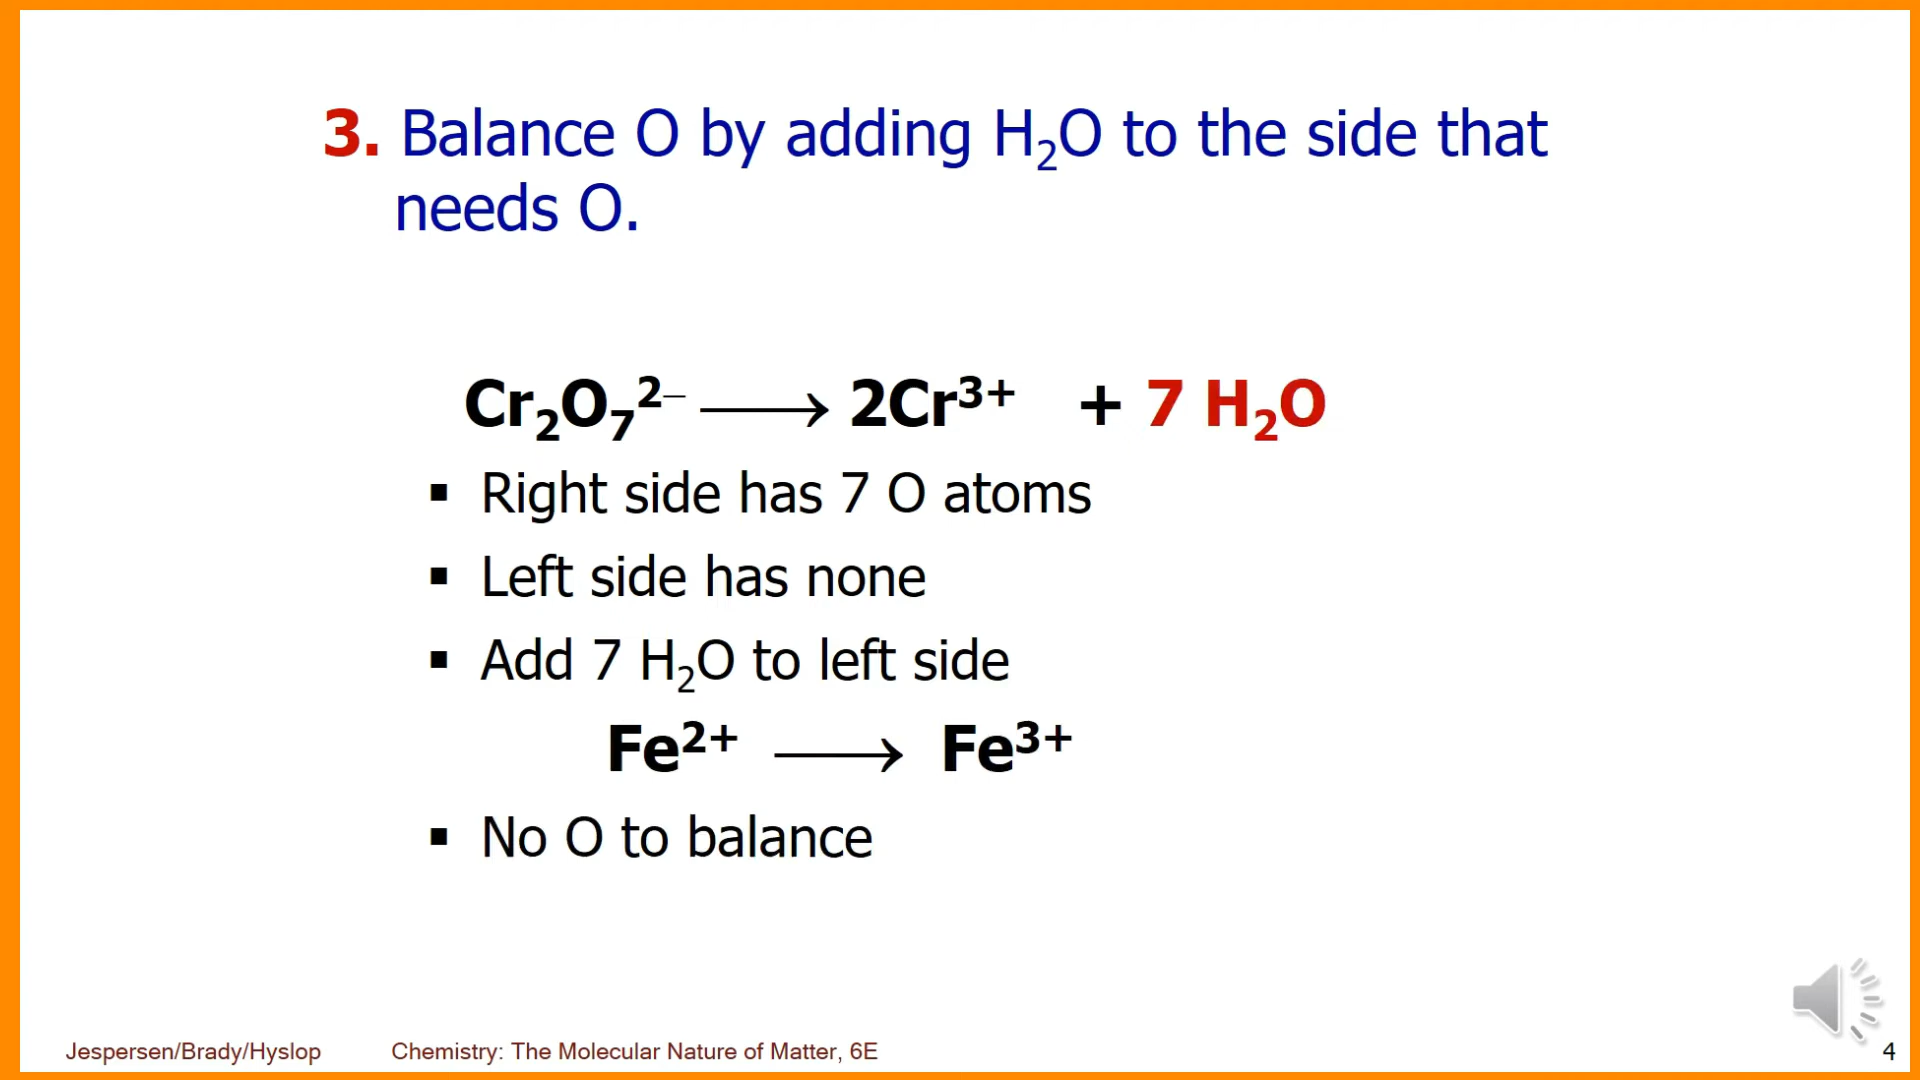 3. Balance O by adding H₂O to the side that
needs O.
Cr₂O₇²⁻ ⟶ 2Cr³⁺ + 7 H₂O
▪ Right side has 7 O atoms
▪ Left side has none
▪ Add 7 H₂O to left side
Fe²⁺ ⟶ Fe³⁺
▪ No O to balance
Jespersen/Brady/Hyslop Chemistry: The Molecular Nature of Matter, 6E
4